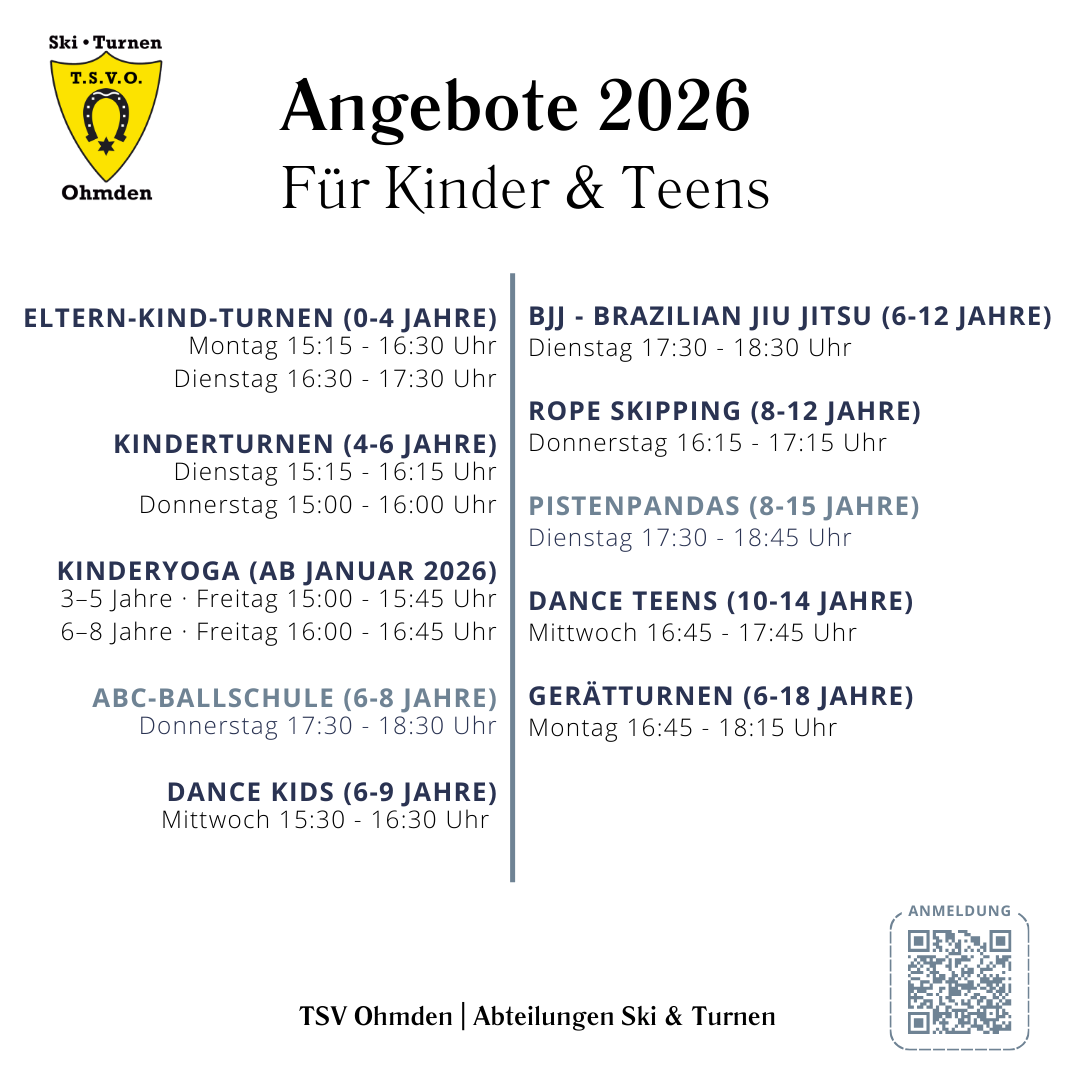 Ski • Turnen
T.S.V.O.
Ohmden
Angebote 2026
Für Kinder & Teens
ELTERN-KIND-TURNEN (0-4 JAHRE)
Montag 15:15 - 16:30 Uhr
Dienstag 16:30 - 17:30 Uhr
KINDERTURNEN (4-6 JAHRE)
Dienstag 15:15 - 16:15 Uhr
Donnerstag 15:00 - 16:00 Uhr
KINDERYOGA (AB JANUAR 2026)
3–5 Jahre · Freitag 15:00 - 15:45 Uhr
6–8 Jahre · Freitag 16:00 - 16:45 Uhr
ABC-BALLSCHULE (6-8 JAHRE)
Donnerstag 17:30 - 18:30 Uhr
DANCE KIDS (6-9 JAHRE)
Mittwoch 15:30 - 16:30 Uhr
BJJ - BRAZILIAN JIU JITSU (6-12 JAHRE)
Dienstag 17:30 - 18:30 Uhr
ROPE SKIPPING (8-12 JAHRE)
Donnerstag 16:15 - 17:15 Uhr
PISTENPANDAS (8-15 JAHRE)
Dienstag 17:30 - 18:45 Uhr
DANCE TEENS (10-14 JAHRE)
Mittwoch 16:45 - 17:45 Uhr
GERÄTTURNEN (6-18 JAHRE)
Montag 16:45 - 18:15 Uhr
ANMELDUNG
TSV Ohmden | Abteilungen Ski & Turnen